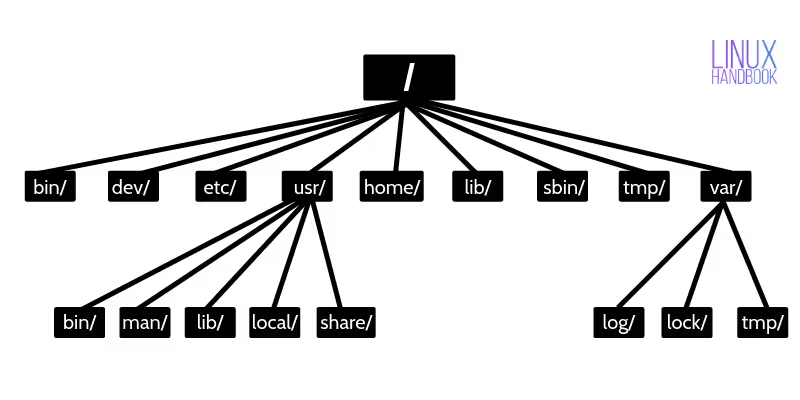 LINUX
HANDBOOK
/
bin/ dev/ etc/ usr/ home/ lib/ sbin/ tmp/ var/
bin/ man/ lib/ local/ share/ log/ lock/ tmp/